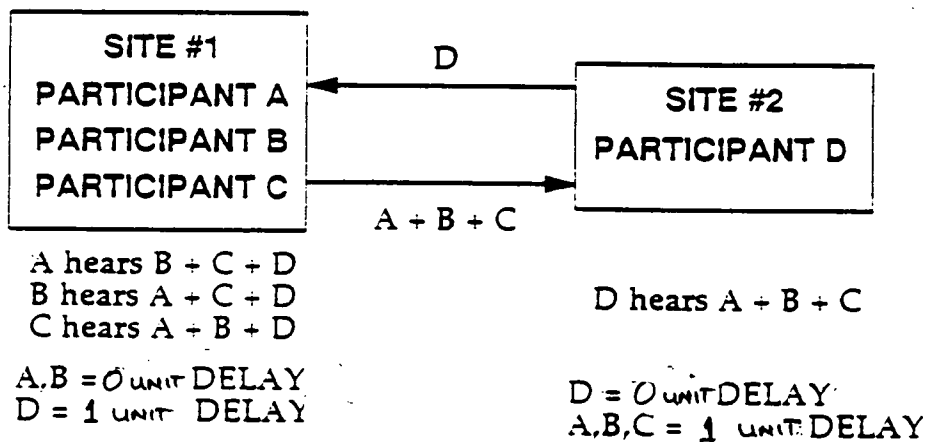 SITE #1
PARTICIPANT A
PARTICIPANT B
PARTICIPANT C
D
SITE #2
PARTICIPANT D
A + B + C
A hears B + C + D
B hears A + C + D
C hears A + B + D
D hears A + B + C
A,B = 0 UNIT DELAY
D = 1 UNIT DELAY
D = 0 UNIT DELAY
A,B,C = 1 UNIT DELAY